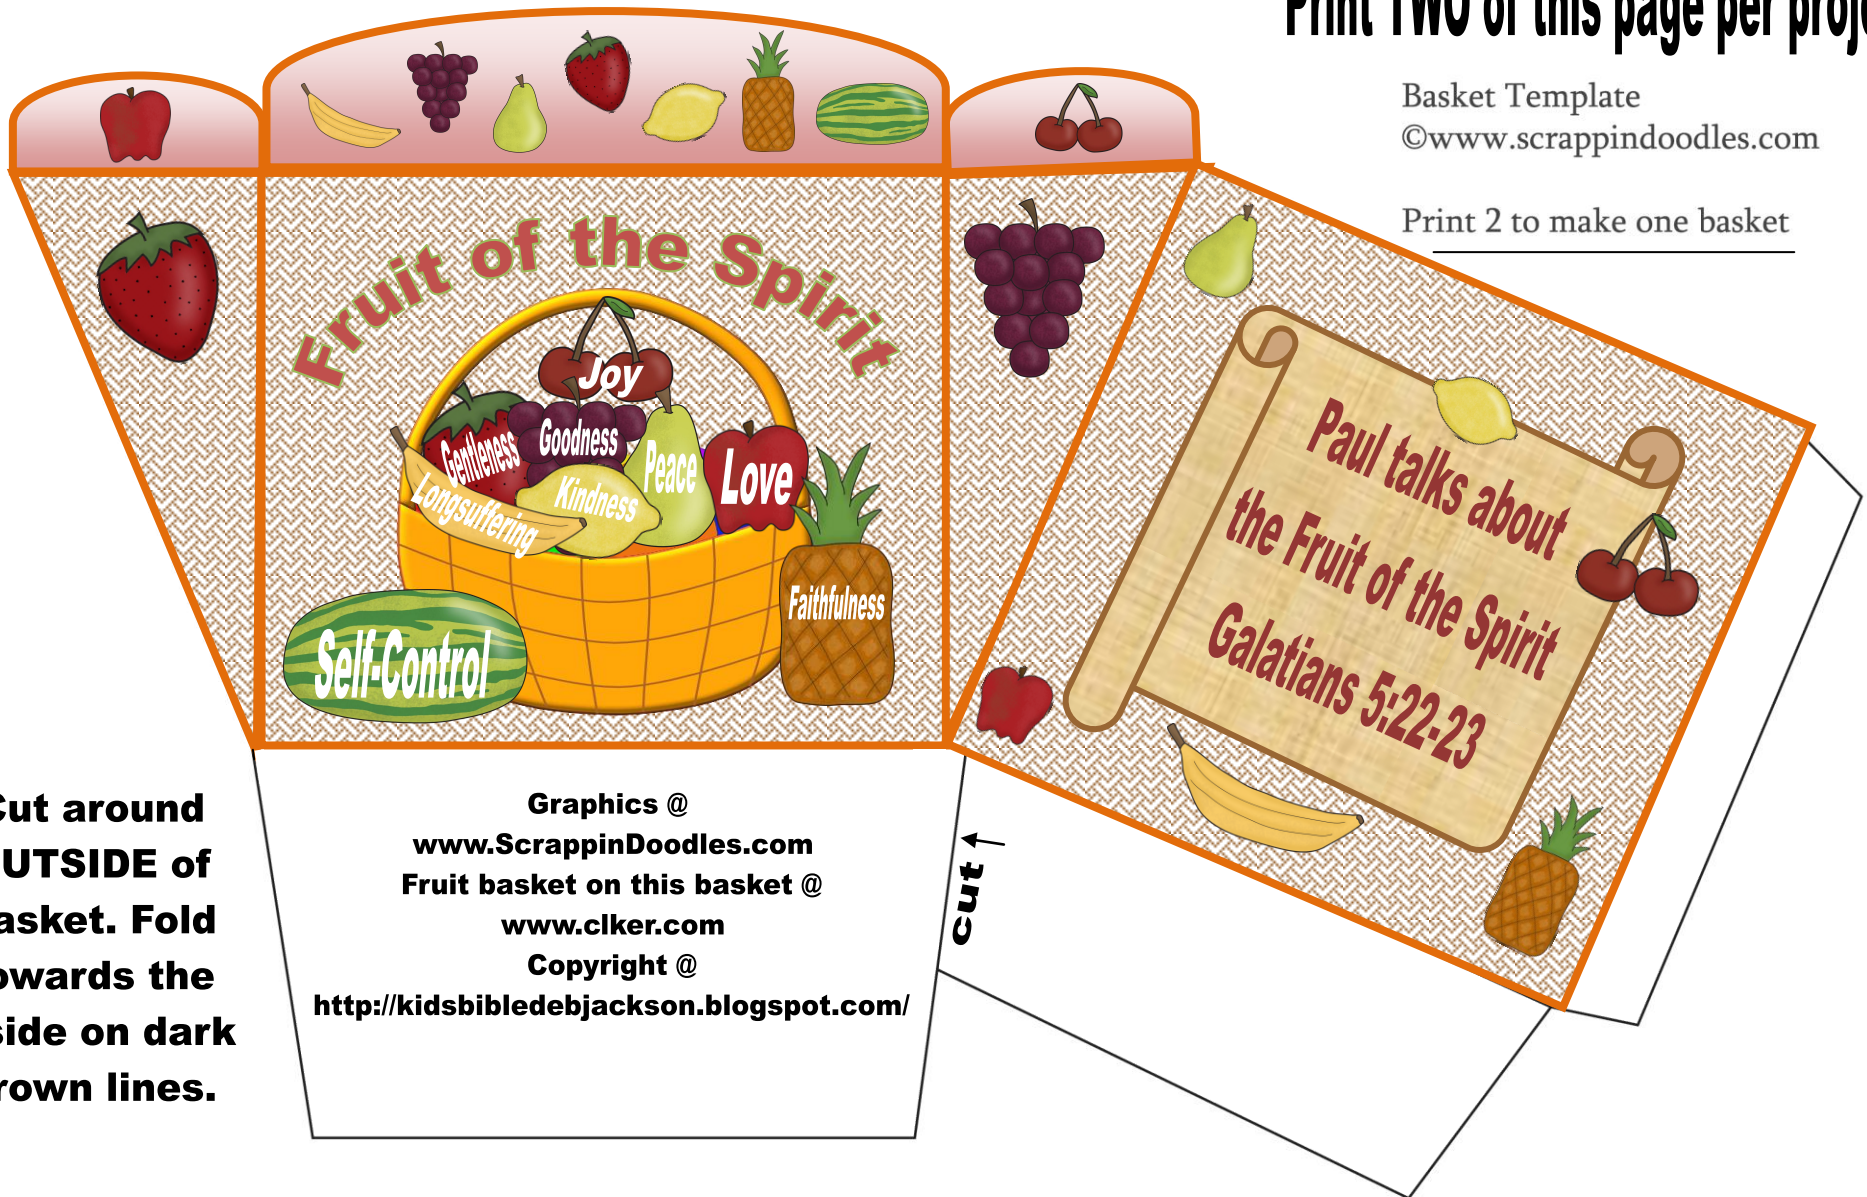 Print TWO of this page per proje
Basket Template
©www.scrappindoodles.com
Print 2 to make one basket
Fruit of the Spirit
Joy
Gentleness
Goodness
Peace
Love
Longsuffering
Kindness
Faithfulness
Self-Control
Paul talks about
the Fruit of the Spirit
Galatians 5:22-23
Cut around
UTSIDE of
asket. Fold
owards the
side on dark
rown lines.
Graphics @
www.ScrappinDoodles.com
Fruit basket on this basket @
www.clker.com
Copyright @
http://kidsbibledebjackson.blogspot.com/
cut